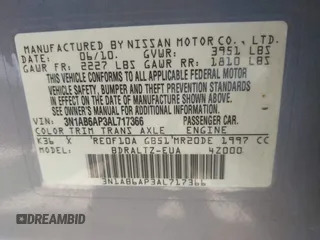 MANUFACTURED BY NISSAN MOTOR CO., LTD.
DATE: 06/10. GVWR: 3951 LBS
GAWR FR: 2227 LBS GAWR RR: 1810 LBS
THIS VEHICLE CONFORMS TO ALL APPLICABLE FEDERAL MOTOR
VEHICLE SAFETY, BUMPER AND THEFT PREVENTION STANDARDS
IN EFFECT ON THE DATE OF MANUFACTURE SHOWN ABOVE.
SEE OWNER'S MANUAL FOR ADDITIONAL INFORMATION.
VIN: 3N1AB6AP3AL717366 PASSENGER CAR.
COLOR TRIM TRANS AXLE ENGINE
K36 X RE0F10A GB51 MR20DE 1997 CC
BDRALTZ-EUA 4Z000
3N1AB6AP3AL717366
DREAMBID